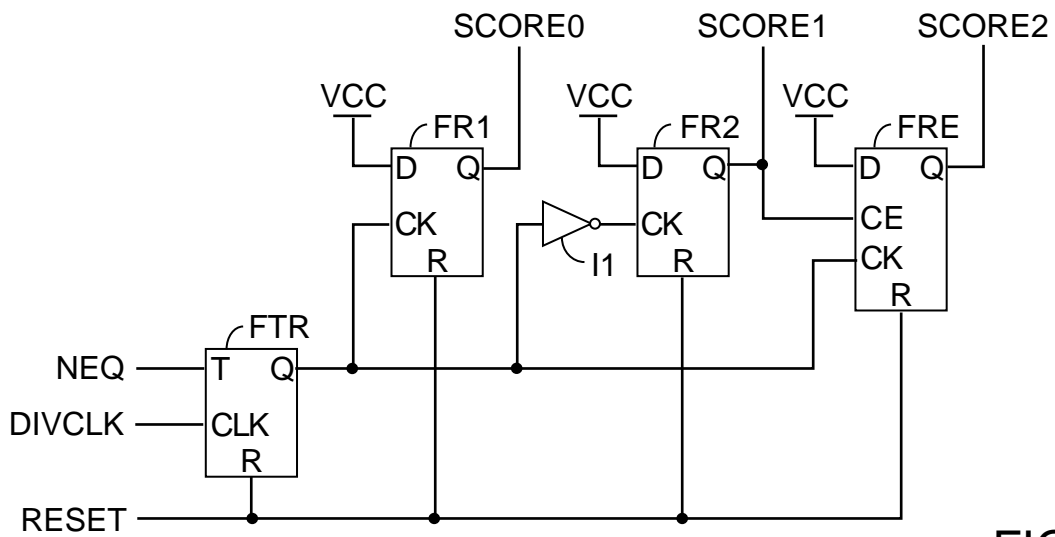 SCORE0 SCORE1 SCORE2
VCC VCC VCC
FR1 FR2 FRE
D Q D Q D Q
CK CK CE
R I1 R CK
R
FTR
NEQ T Q
DIVCLK CLK
R
RESET